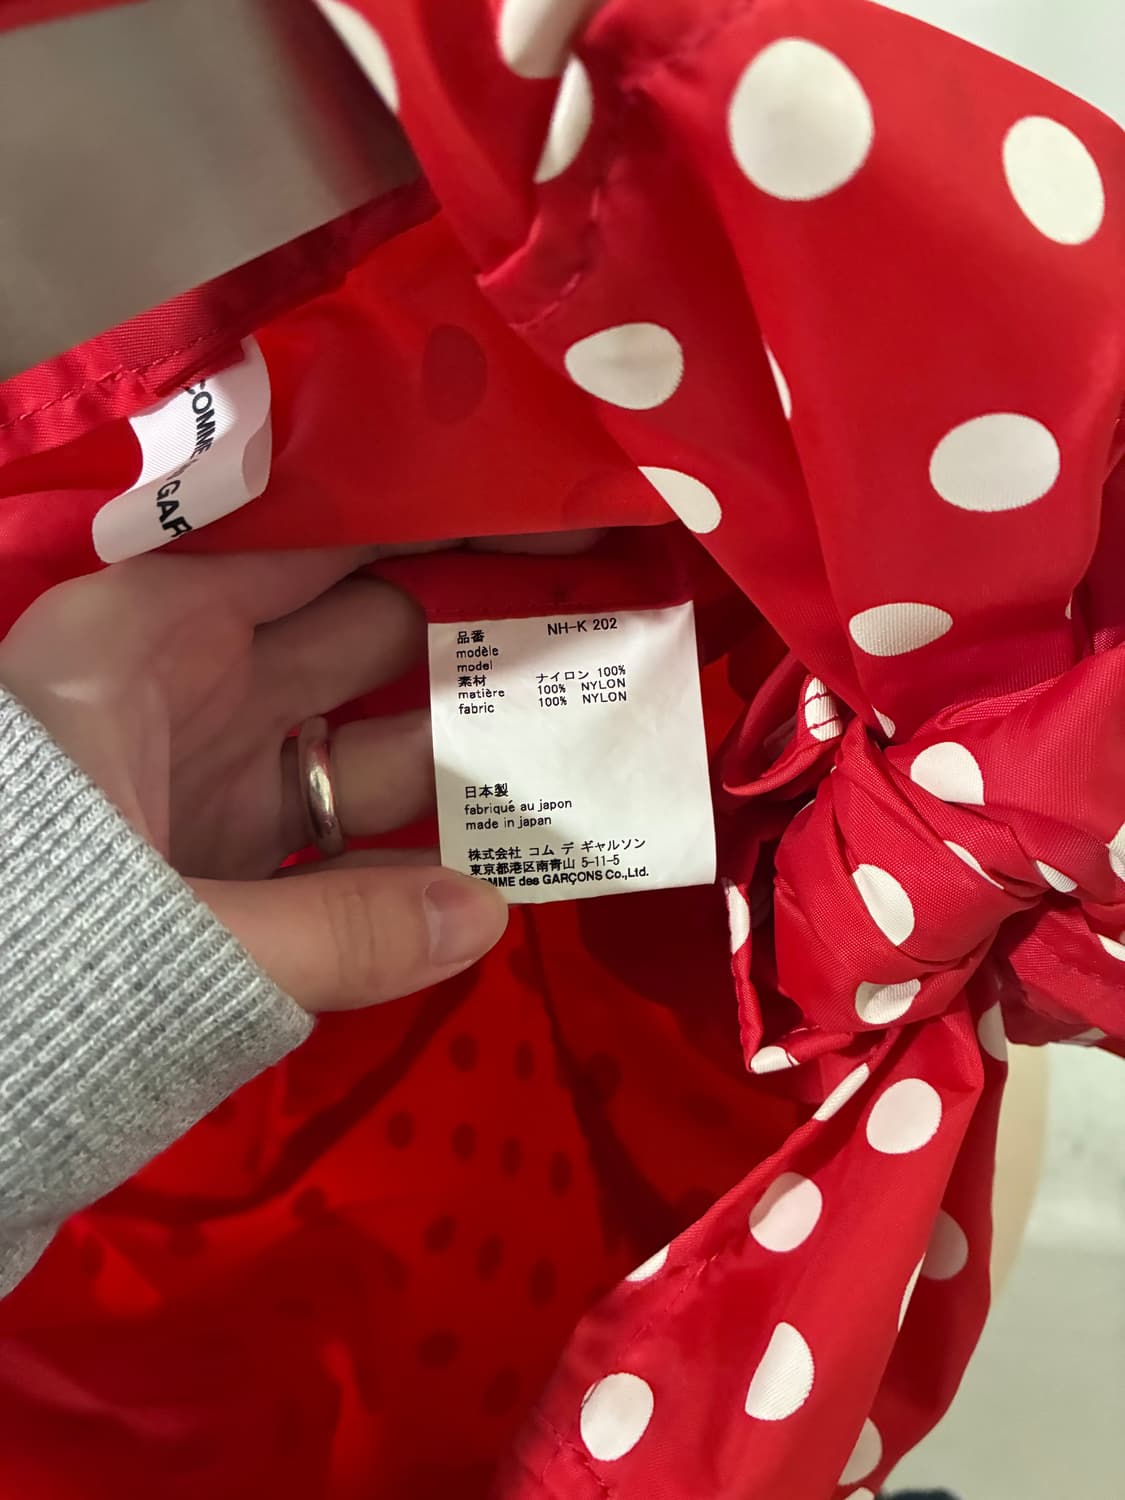 COMME
GAR
品番 NH-K 202
modèle
model
素材 ナイロン 100%
matière 100% NYLON
fabric 100% NYLON
日本製
fabriqué au japon
made in japan
株式会社 コム デ ギャルソン
東京都港区南青山 5-11-5
OMME des GARÇONS Co.,Ltd.